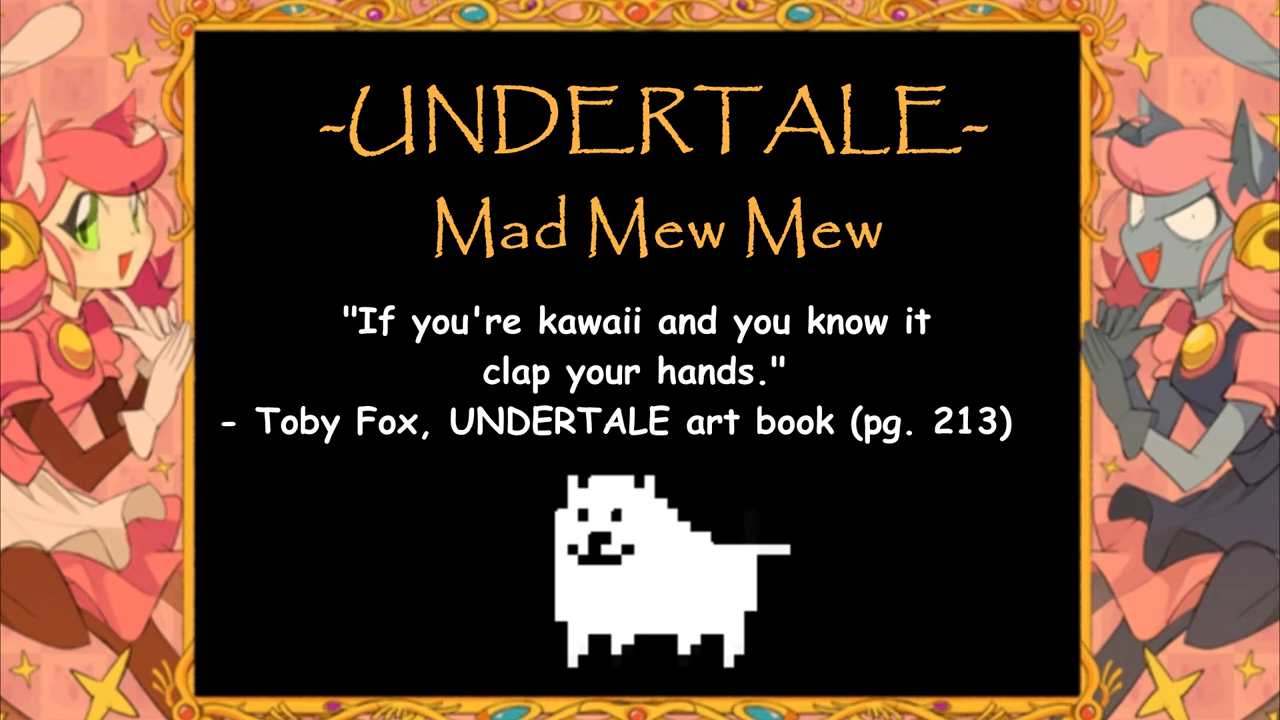 -UNDERTALE-
Mad Mew Mew
"If you're kawaii and you know it
clap your hands."
- Toby Fox, UNDERTALE art book (pg. 213)